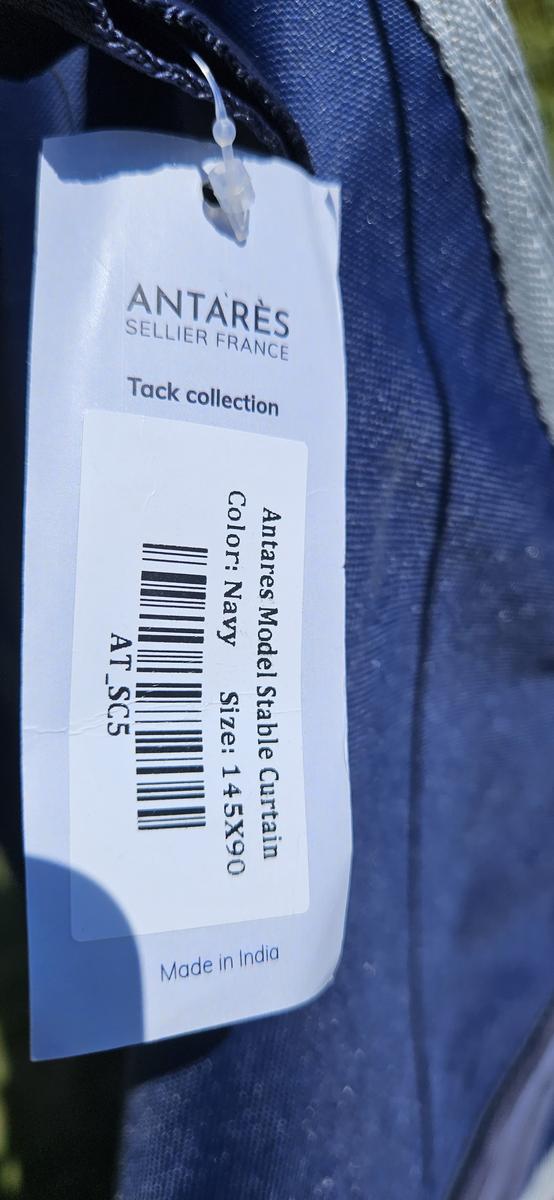 ANTARÈS
SELLIER FRANCE
Tack collection
Antares Model Stable Curtain
Color: Navy Size: 145X90
AT_SC5
Made in India